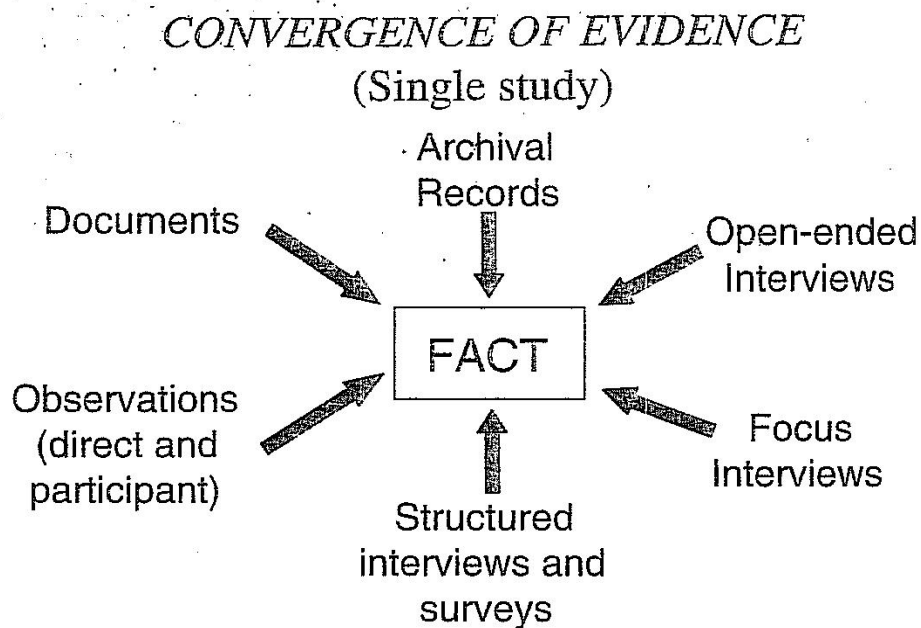 CONVERGENCE OF EVIDENCE
(Single study)
Archival
Records
Documents
Open-ended
Interviews
FACT
Observations
(direct and
participant)
Focus
Interviews
Structured
interviews and
surveys